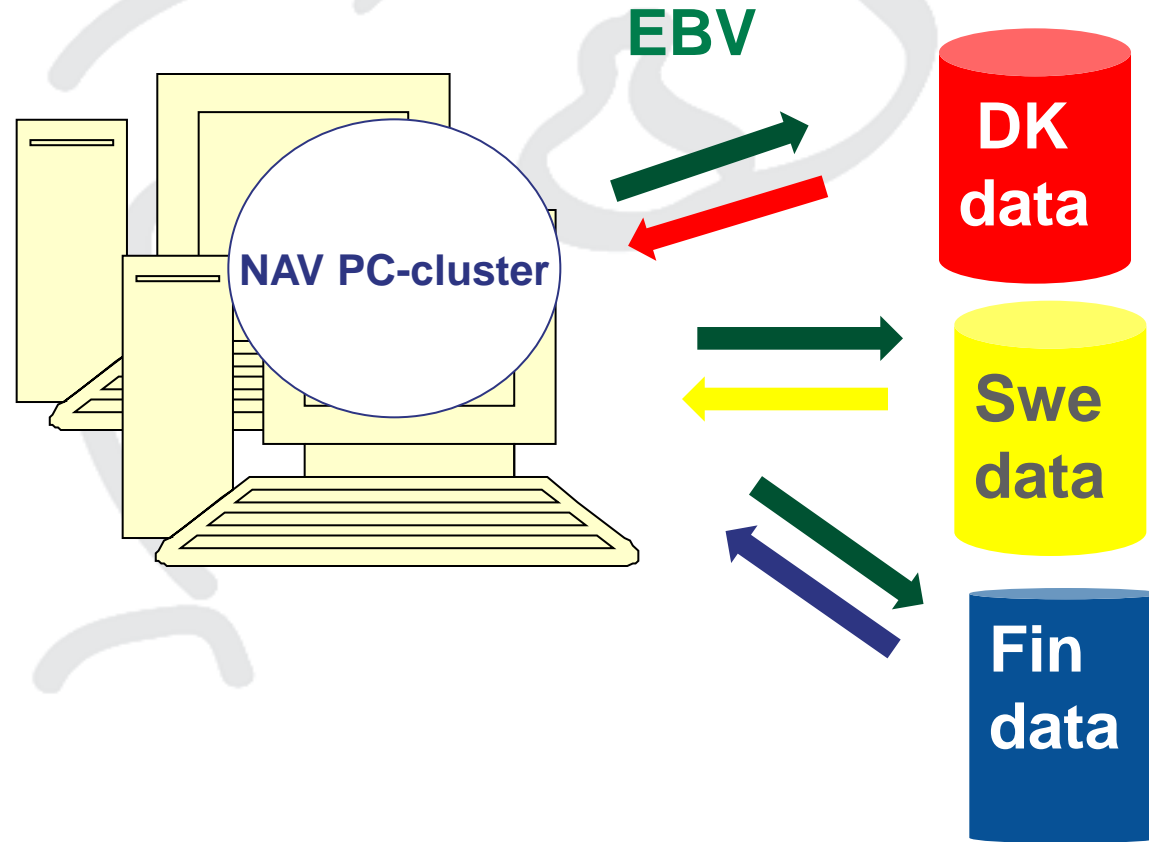 EBV
DK
data
NAV PC-cluster
Swe
data
Fin
data